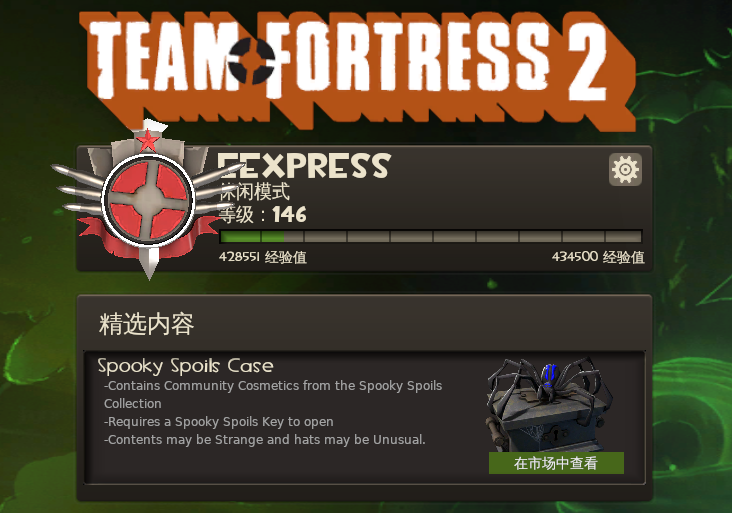 TEAM FORTRESS 2
EEXPRESS
休闲模式
等级：146
428551 经验值
434500 经验值
精选内容
Spooky Spoils Case
-Contains Community Cosmetics from the Spooky Spoils
Collection
-Requires a Spooky Spoils Key to open
-Contents may be Strange and hats may be Unusual.
在市场中查看